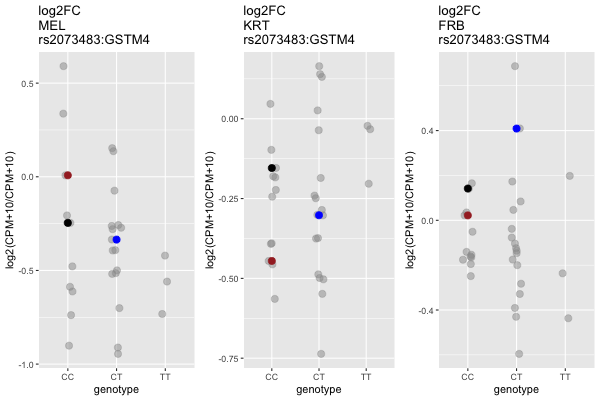 log2FC
MEL
rs2073483:GSTM4
log2(CPM+10/CPM+10)
0.5
0.0
-0.5
-1.0
CC
CT
TT
genotype
log2FC
KRT
rs2073483:GSTM4
log2(CPM+10/CPM+10)
0.00
-0.25
-0.50
-0.75
CC
CT
TT
genotype
log2FC
FRB
rs2073483:GSTM4
log2(CPM+10/CPM+10)
0.4
0.0
-0.4
CC
CT
TT
genotype